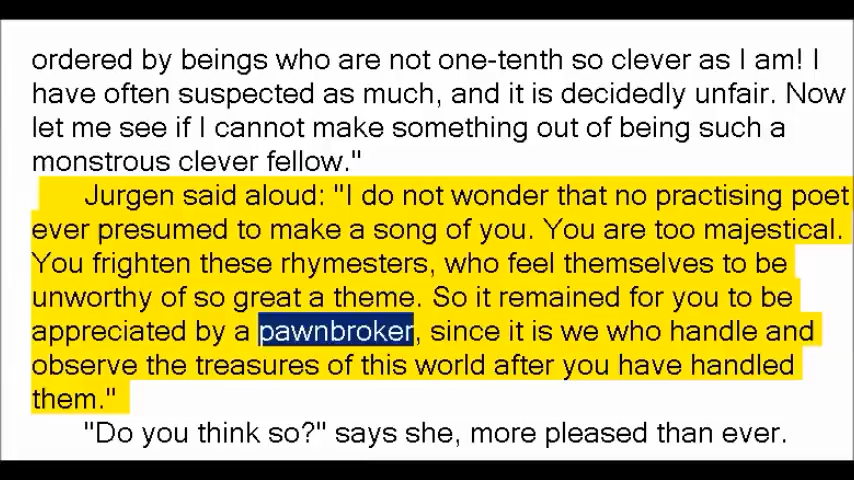 ordered by beings who are not one-tenth so clever as I am! I
have often suspected as much, and it is decidedly unfair. Now
let me see if I cannot make something out of being such a
monstrous clever fellow."
Jurgen said aloud: "I do not wonder that no practising poet
ever presumed to make a song of you. You are too majestical.
You frighten these rhymesters, who feel themselves to be
unworthy of so great a theme. So it remained for you to be
appreciated by a pawnbroker, since it is we who handle and
observe the treasures of this world after you have handled
them."
"Do you think so?" says she, more pleased than ever.